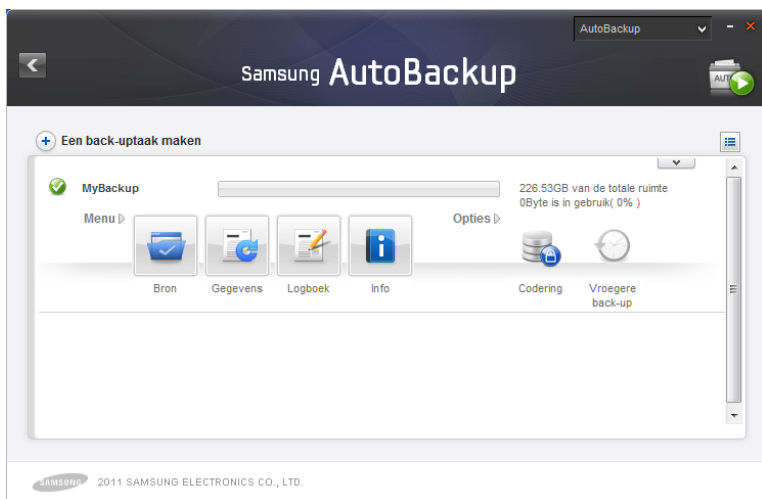 AutoBackup
samsung AutoBackup
AUTO
Een back-uptaak maken
MyBackup
226.53GB van de totale ruimte
0Byte is in gebruik( 0% )
Menu
Opties
Bron
Gegevens
Logboek
Info
Codering
Vroegere
back-up
SAMSUNG 2011 SAMSUNG ELECTRONICS CO., LTD.